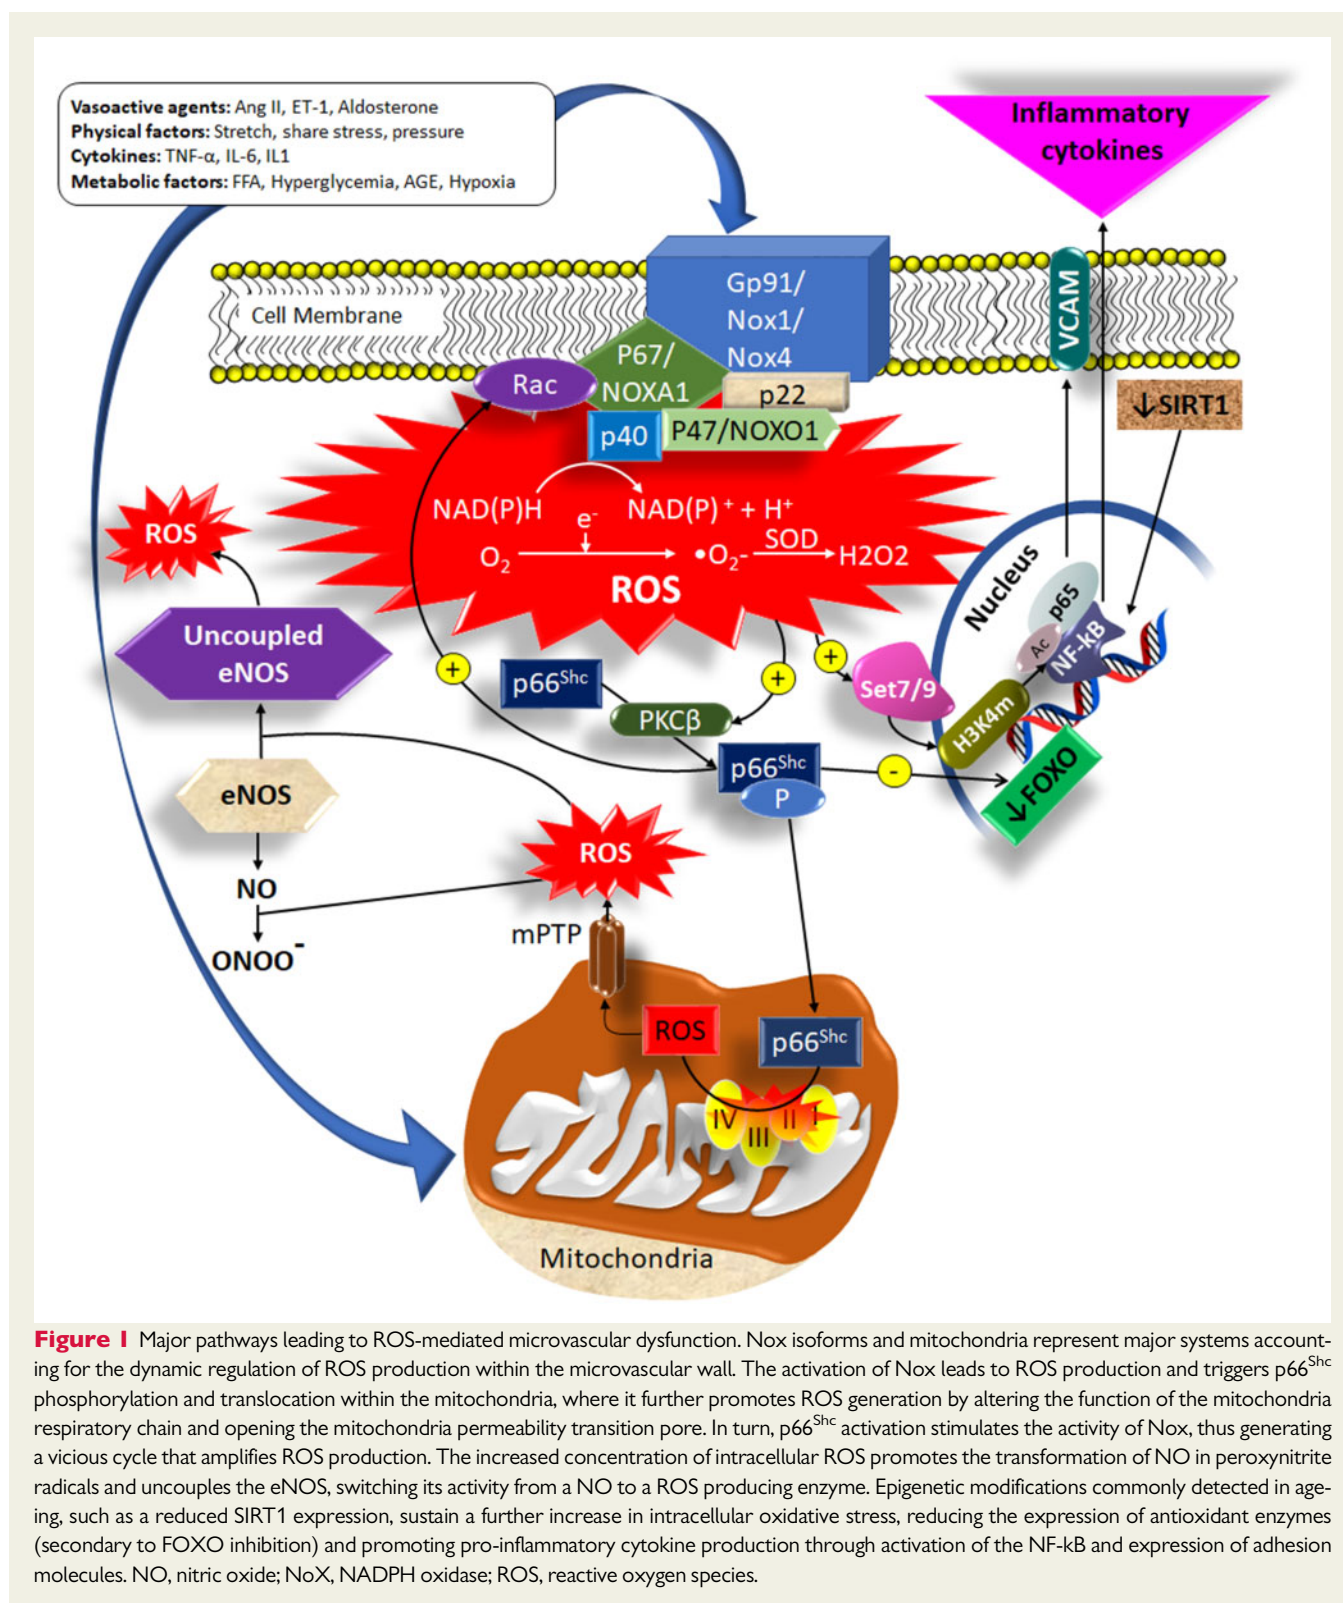 Vasoactive agents: Ang II, ET-1, Aldosterone
Physical factors: Stretch, share stress, pressure
Cytokines: TNF-α, IL-6, IL1
Metabolic factors: FFA, Hyperglycemia, AGE, Hypoxia
Inflammatory
cytokines
Cell Membrane
Gp91/
Nox1/
Nox4
VCAM
P67/
NOXA1
Rac
p22
p40
P47/NOXO1
↓SIRT1
NAD(P)H
NAD(P)⁺ + H⁺
e-
O₂
•O₂-
SOD
H2O2
ROS
ROS
Uncoupled
eNOS
eNOS
NO
ONOO⁻
+
p66ˢʰᶜ
PKCβ
+
+
Set7/9
Nucleus
p65
Ac
NF-kB
H3K4m
p66ˢʰᶜ
P
-
↓FOXO
ROS
mPTP
ROS
p66ˢʰᶜ
IV
III
II
I
Mitochondria
Figure 1 Major pathways leading to ROS-mediated microvascular dysfunction. Nox isoforms and mitochondria represent major systems account-
ing for the dynamic regulation of ROS production within the microvascular wall. The activation of Nox leads to ROS production and triggers p66ˢʰᶜ
phosphorylation and translocation within the mitochondria, where it further promotes ROS generation by altering the function of the mitochondria
respiratory chain and opening the mitochondria permeability transition pore. In turn, p66ˢʰᶜ activation stimulates the activity of Nox, thus generating
a vicious cycle that amplifies ROS production. The increased concentration of intracellular ROS promotes the transformation of NO in peroxynitrite
radicals and uncouples the eNOS, switching its activity from a NO to a ROS producing enzyme. Epigenetic modifications commonly detected in age-
ing, such as a reduced SIRT1 expression, sustain a further increase in intracellular oxidative stress, reducing the expression of antioxidant enzymes
(secondary to FOXO inhibition) and promoting pro-inflammatory cytokine production through activation of the NF-kB and expression of adhesion
molecules. NO, nitric oxide; NoX, NADPH oxidase; ROS, reactive oxygen species.